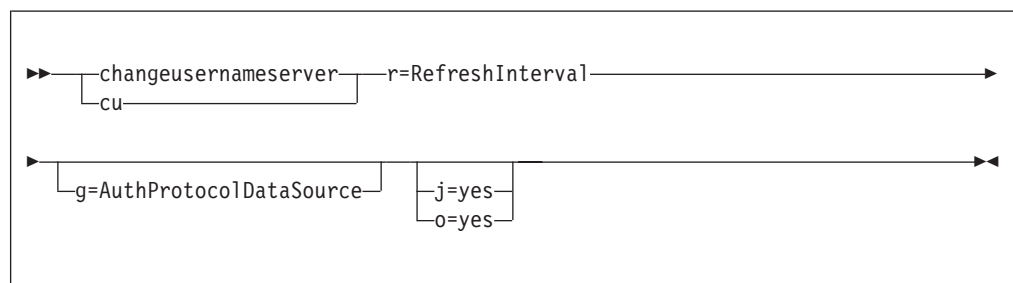 changeusernameserver r=RefreshInterval
cu
g=AuthProtocolDataSource j=yes
o=yes